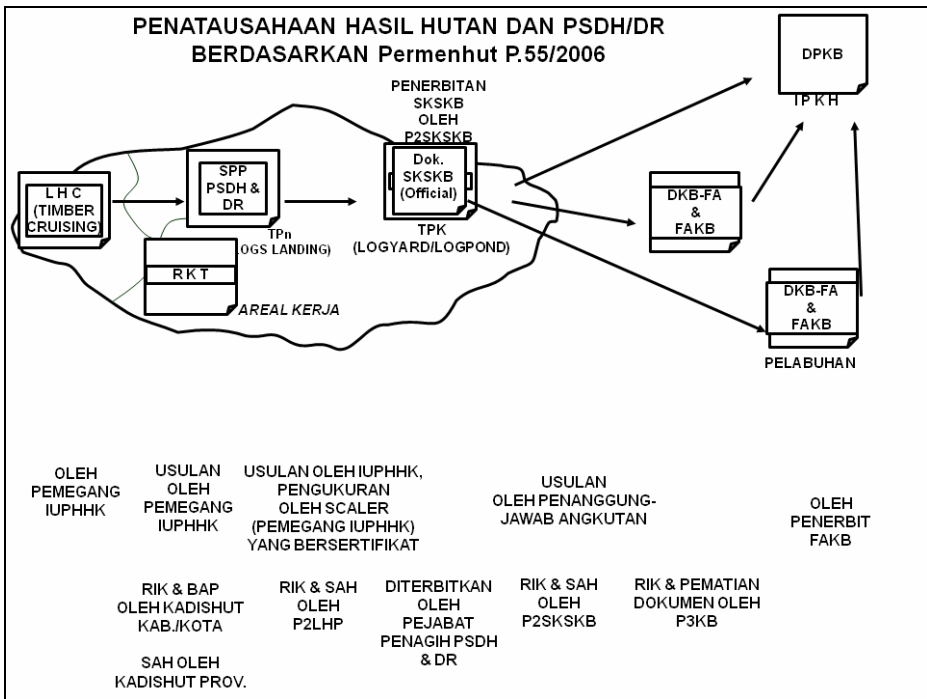 PENATAUSAHAAN HASIL HUTAN DAN PSDH/DR
BERDASARKAN Permenhut P.55/2006
DPKB
I P K H
PENERBITAN
SKSKB
OLEH
P2SKSKB
L H C
(TIMBER
CRUISING)
SPP
PSDH &
DR
TPn
OGS LANDING)
R K T
AREAL KERJA
Dok.
SKSKB
(Official)
TPK
(LOGYARD/LOGPOND)
DKB-FA
&
FAKB
DKB-FA
&
FAKB
PELABUHAN
OLEH
PEMEGANG
IUPHHK
USULAN
OLEH
PEMEGANG
IUPHHK
USULAN OLEH IUPHHK,
PENGUKURAN
OLEH SCALER
(PEMEGANG IUPHHK)
YANG BERSERTIFIKAT
USULAN
OLEH PENANGGUNG-
JAWAB ANGKUTAN
OLEH
PENERBIT
FAKB
RIK & BAP
OLEH KADISHUT
KAB./KOTA
SAH OLEH
KADISHUT PROV.
RIK & SAH
OLEH
P2LHP
DITERBITKAN
OLEH
PEJABAT
PENAGIH PSDH
& DR
RIK & SAH
OLEH
P2SKSKB
RIK & PEMATIAN
DOKUMEN OLEH
P3KB